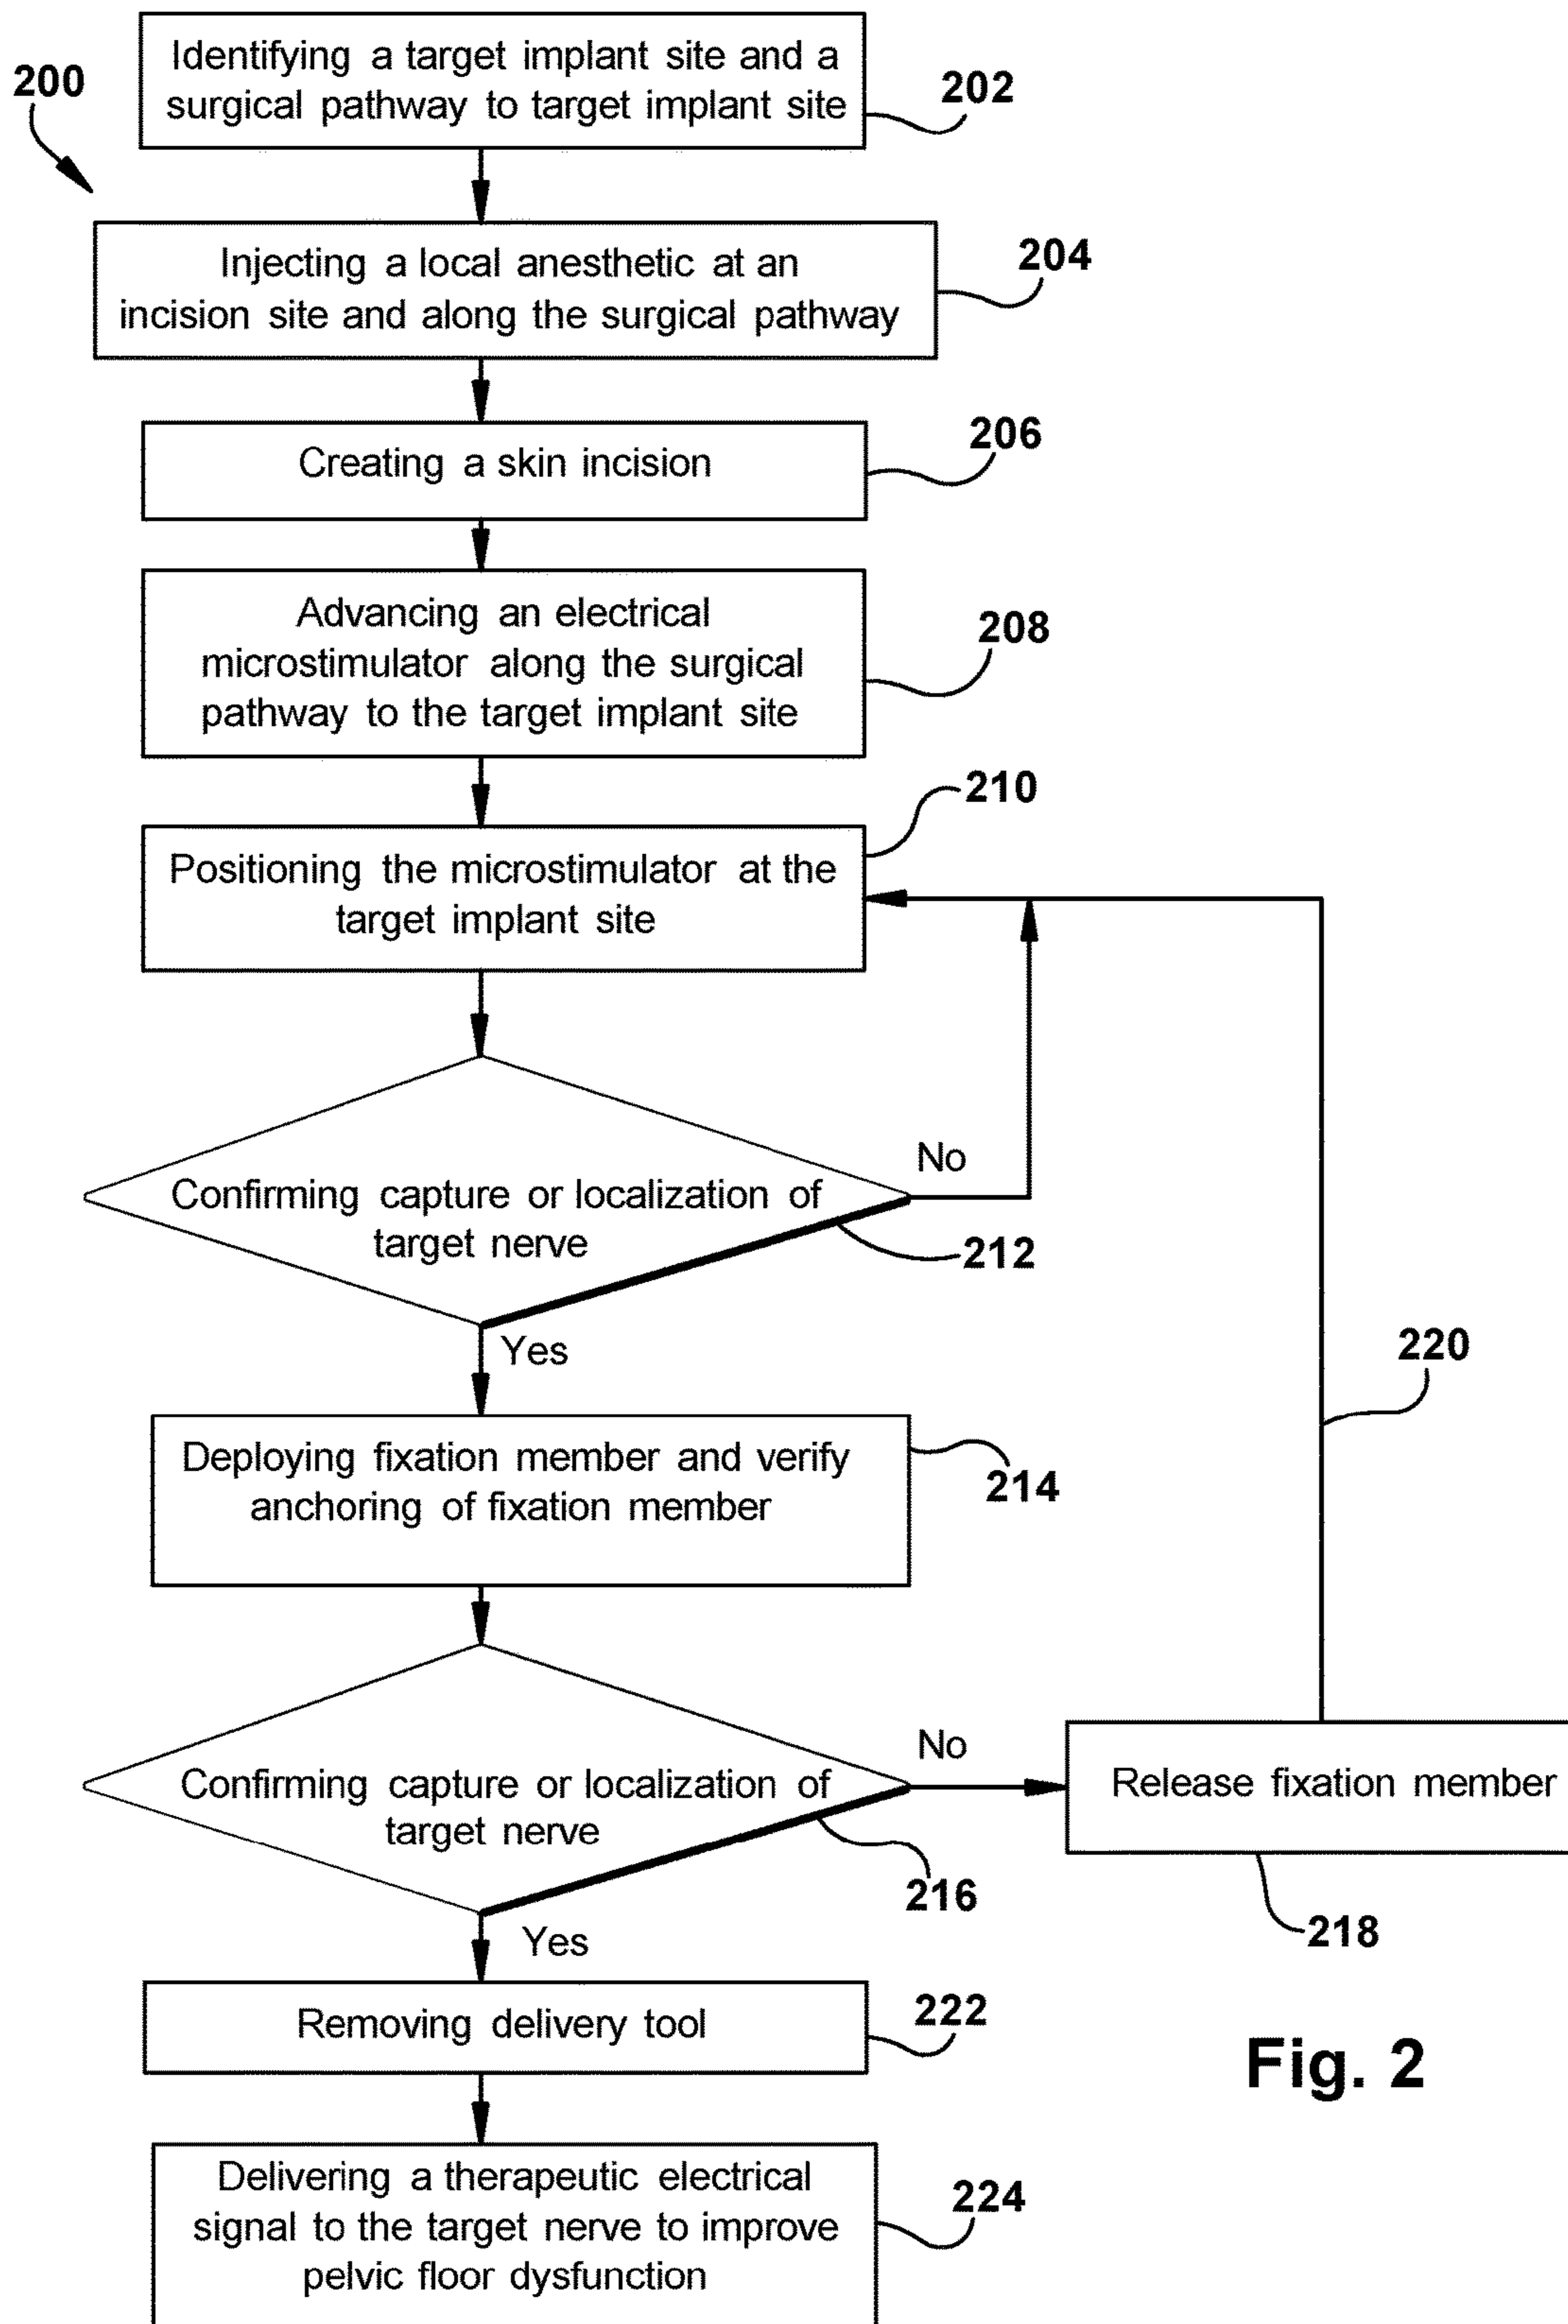 200
Identifying a target implant site and a
surgical pathway to target implant site
202
Injecting a local anesthetic at an
incision site and along the surgical pathway
204
Creating a skin incision
206
Advancing an electrical
microstimulator along the surgical
pathway to the target implant site
208
Positioning the microstimulator at the
target implant site
210
Confirming capture or localization of
target nerve
No
212
Yes
220
Deploying fixation member and verify
anchoring of fixation member
214
Confirming capture or localization of
target nerve
No
216
Release fixation member
218
Yes
Removing delivery tool
222
Fig. 2
Delivering a therapeutic electrical
signal to the target nerve to improve
pelvic floor dysfunction
224